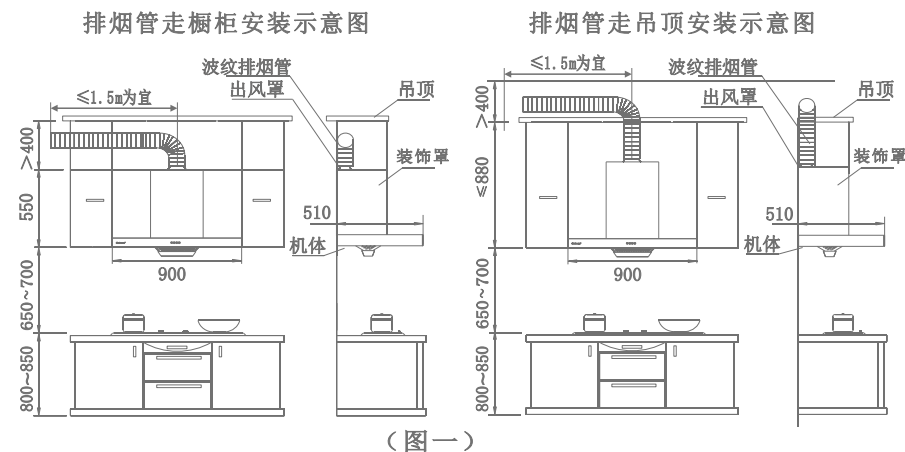 排烟管走橱柜安装示意图
波纹排烟管
出风罩
≤1.5m为宜
吊顶
>400
装饰罩
550
510
机体
900
650~700
800~850
排烟管走吊顶安装示意图
≤1.5m为宜
波纹排烟管
出风罩
吊顶
>400
装饰罩
≤880
510
机体
900
650~700
800~850
(图一)